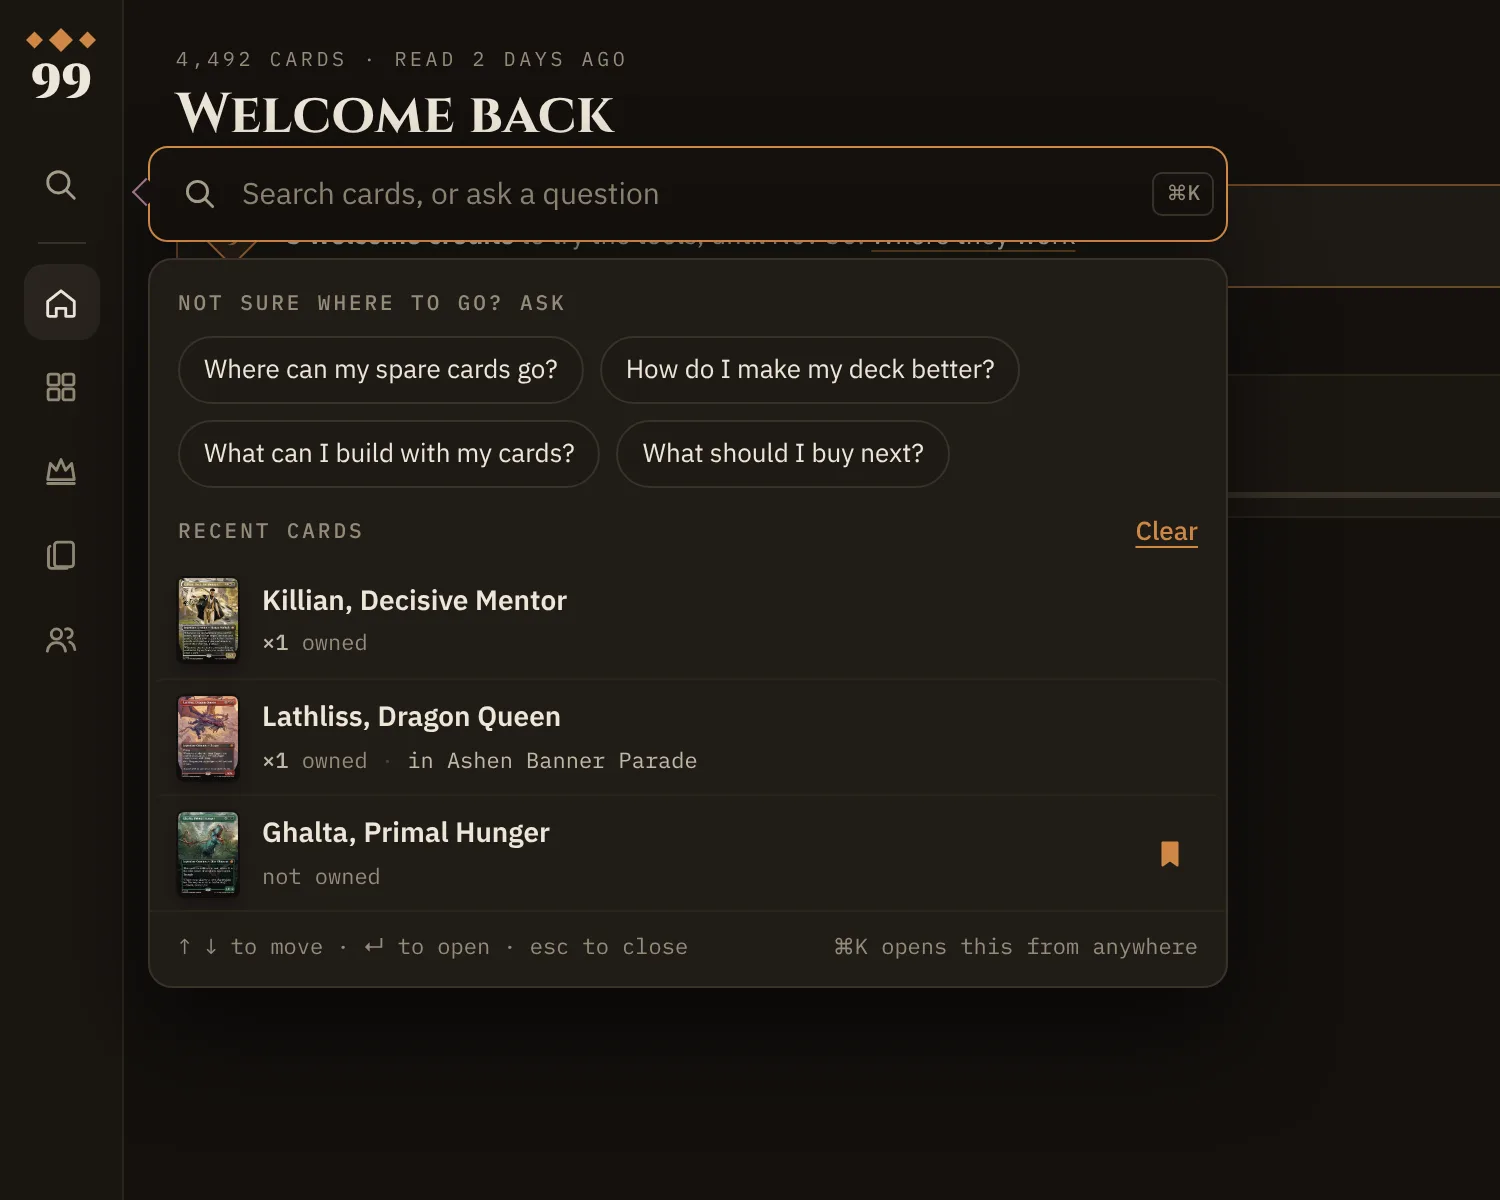 99
4,492 CARDS · READ 2 DAYS AGO
WELCOME BACK
Search cards, or ask a question
⌘K
NOT SURE WHERE TO GO? ASK
Where can my spare cards go?
How do I make my deck better?
What can I build with my cards?
What should I buy next?
RECENT CARDS
Clear
Killian, Decisive Mentor
×1 owned
Lathliss, Dragon Queen
×1 owned · in Ashen Banner Parade
Ghalta, Primal Hunger
not owned
↑ ↓ to move · ↵ to open · esc to close
⌘K opens this from anywhere